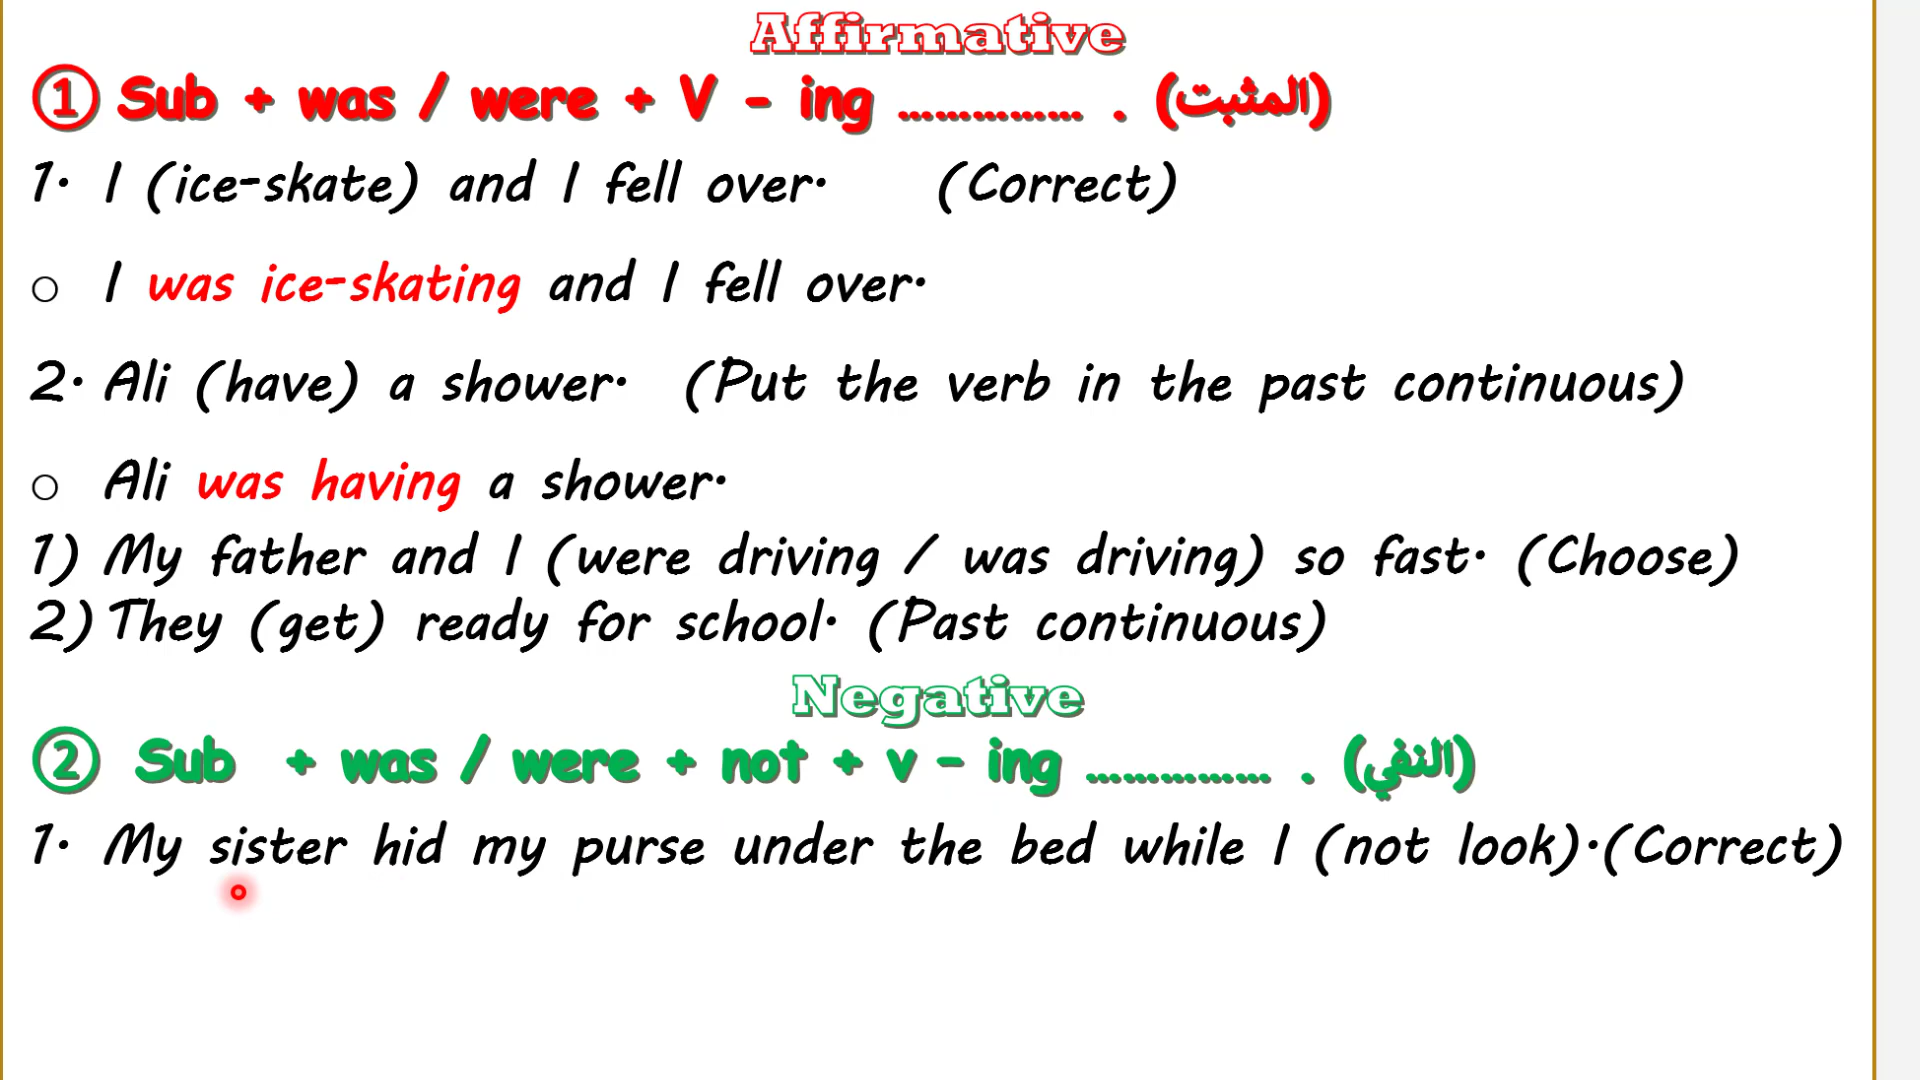 Affirmative
① Sub + was / were + V - ing ............... . (المثبت)
1. I (ice-skate) and I fell over. (Correct)
o I was ice-skating and I fell over.
2. Ali (have) a shower. (Put the verb in the past continuous)
o Ali was having a shower.
1) My father and I (were driving / was driving) so fast. (Choose)
2) They (get) ready for school. (Past continuous)
Negative
② Sub + was / were + not + v - ing ............... . (النفي)
1. My sister hid my purse under the bed while I (not look).(Correct)